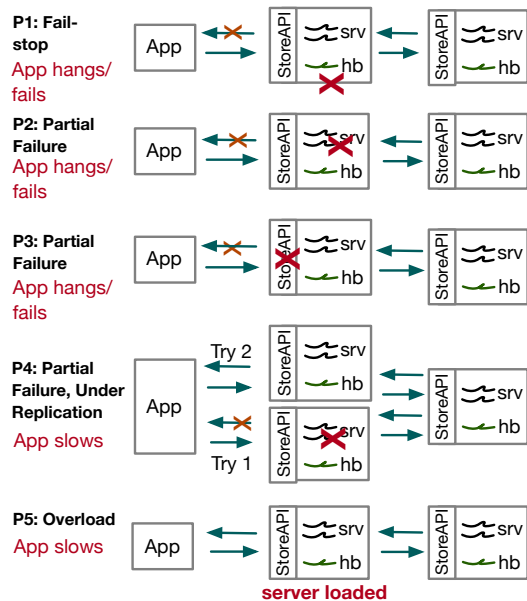 P1: Fail-
stop
App hangs/
fails
App
StoreAPI
srv
hb
StoreAPI
srv
hb
P2: Partial
Failure
App hangs/
fails
App
StoreAPI
srv
hb
StoreAPI
srv
hb
P3: Partial
Failure
App hangs/
fails
App
StoreAPI
srv
hb
StoreAPI
srv
hb
P4: Partial
Failure, Under
Replication
App slows
App
Try 2
Try 1
StoreAPI
srv
hb
StoreAPI
srv
hb
StoreAPI
srv
hb
P5: Overload
App slows
App
StoreAPI
srv
hb
StoreAPI
srv
hb
server loaded